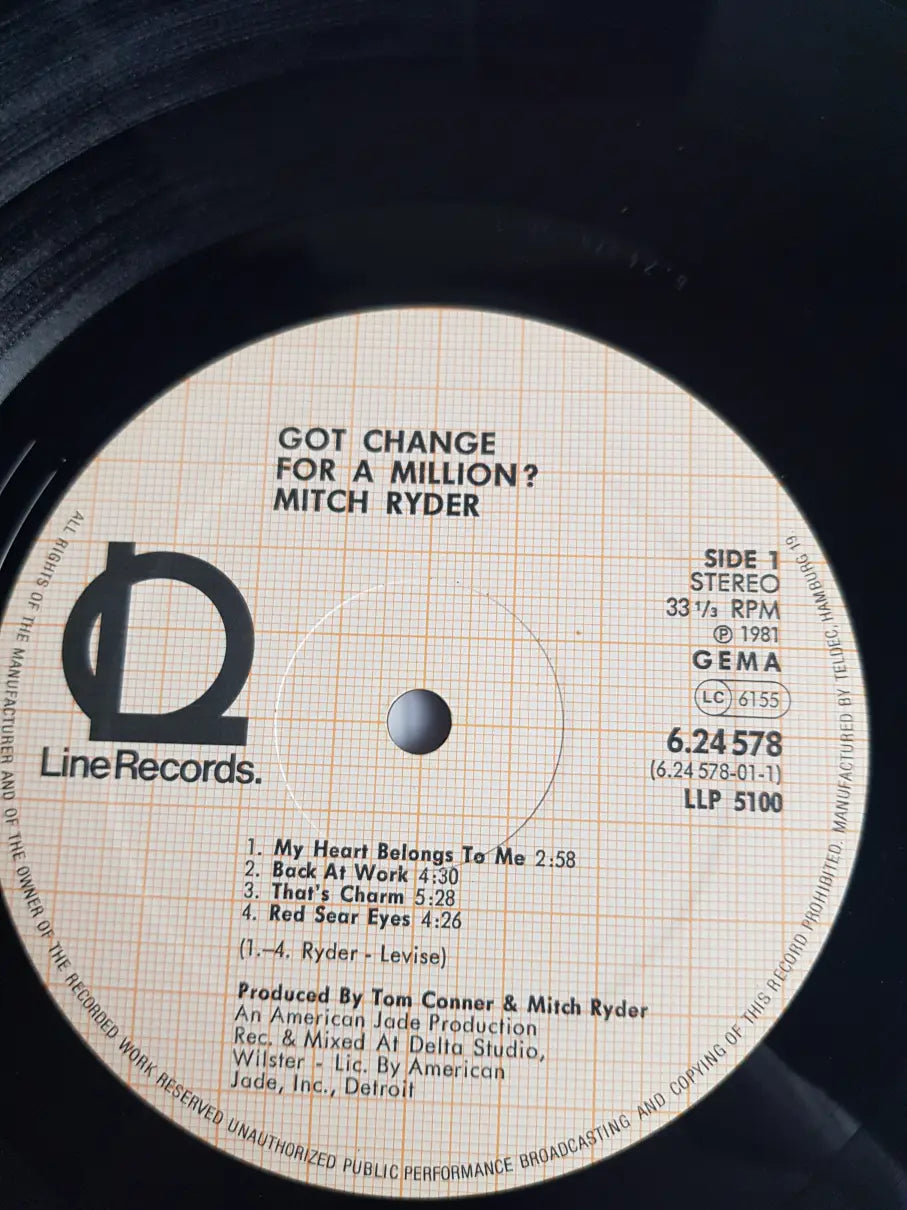 GOT CHANGE
FOR A MILLION?
MITCH RYDER
SIDE 1
STEREO
33 1/3 RPM
℗ 1981
GEMA
LC 6155
6.24578
(6.24 578-01-1)
LLP 5100
Line Records.
1. My Heart Belongs To Me 2:58
2. Back At Work 4:30
3. That's Charm 5:28
4. Red Sear Eyes 4:26
(1.–4. Ryder - Levise)
Produced By Tom Conner & Mitch Ryder
An American Jade Production
Rec. & Mixed At Delta Studio,
Wilster - Lic. By American
Jade, Inc., Detroit
ALL RIGHTS OF THE MANUFACTURER AND OF THE OWNER OF THE RECORDED WORK RESERVED UNAUTHORIZED PUBLIC PERFORMANCE BROADCASTING AND COPYING OF THIS RECORD PROHIBITED. MANUFACTURED BY TELDEC, HAMBURG 19